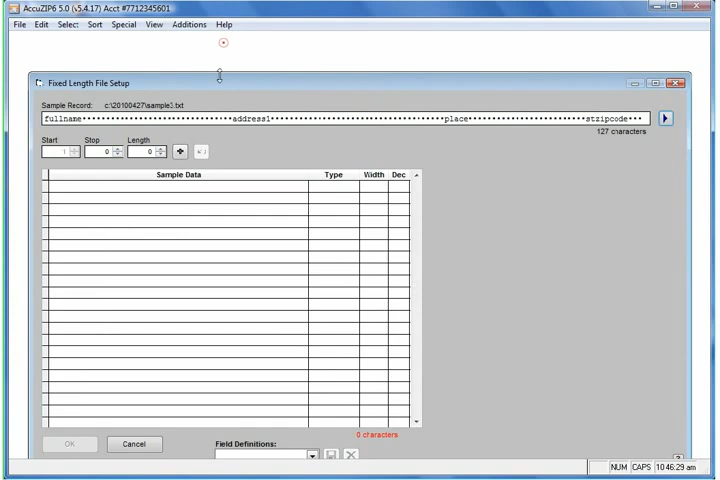 AccuZIP6 5.0 (v5.4.17) Acct #7712345601
File Edit Select Sort Special View Additions Help
Fixed Length File Setup
Sample Record: c:\20100427\sample3.txt
fullname••••••••••••••••••••••••••••••••address1••••••••••••••••••••••••••••••••••••place••••••••••••••••••••••••••••stzipcode•••
127 characters
Start Stop Length
1 0 0
Sample Data Type Width Dec
0 characters
OK Cancel Field Definitions:
NUM CAPS 10:46:29 am